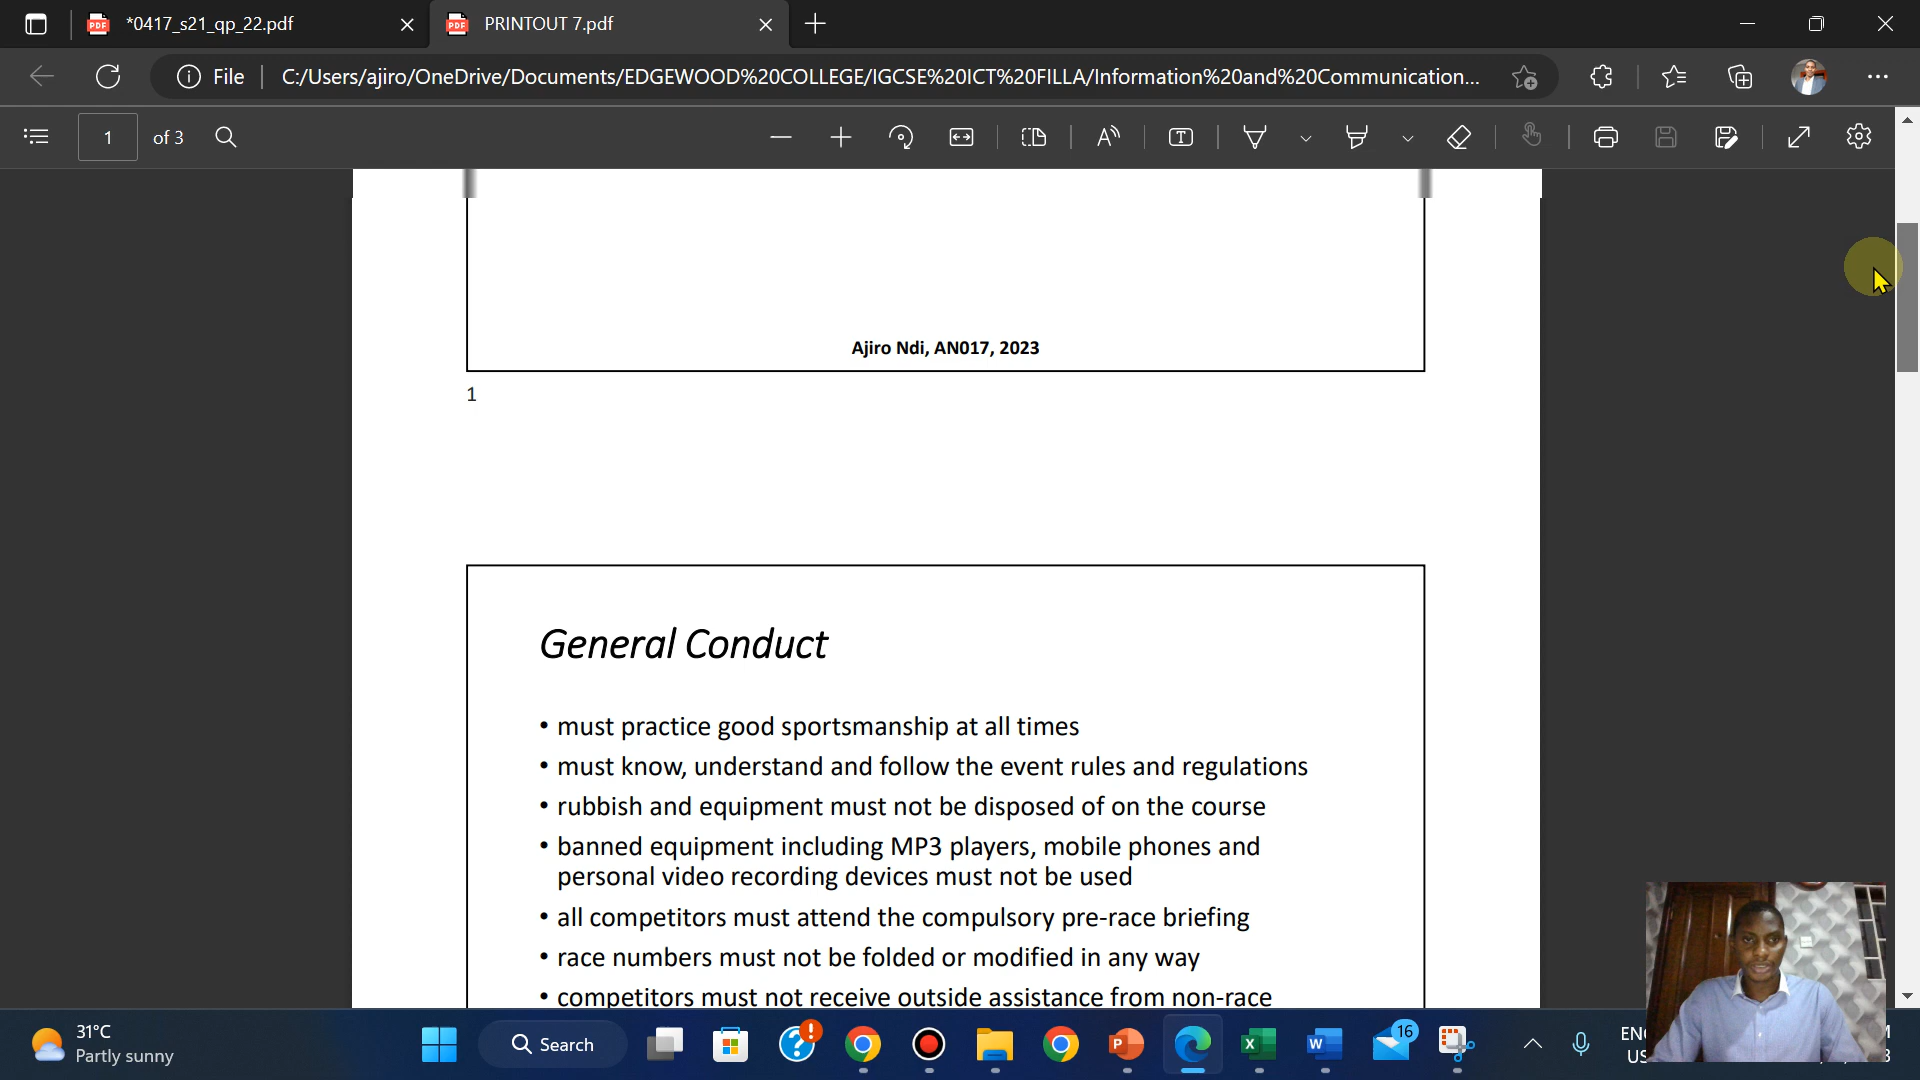 *0417_s21_qp_22.pdf
PRINTOUT 7.pdf
File
C:/Users/ajiro/OneDrive/Documents/EDGEWOOD%20COLLEGE/IGCSE%20ICT%20FILLA/Information%20and%20Communication...
1 of 3
Ajiro Ndi, AN017, 2023
1
General Conduct
• must practice good sportsmanship at all times
• must know, understand and follow the event rules and regulations
• rubbish and equipment must not be disposed of on the course
• banned equipment including MP3 players, mobile phones and
personal video recording devices must not be used
• all competitors must attend the compulsory pre-race briefing
• race numbers must not be folded or modified in any way
• competitors must not receive outside assistance from non-race
31°C
Partly sunny
Search
16
ENG
US